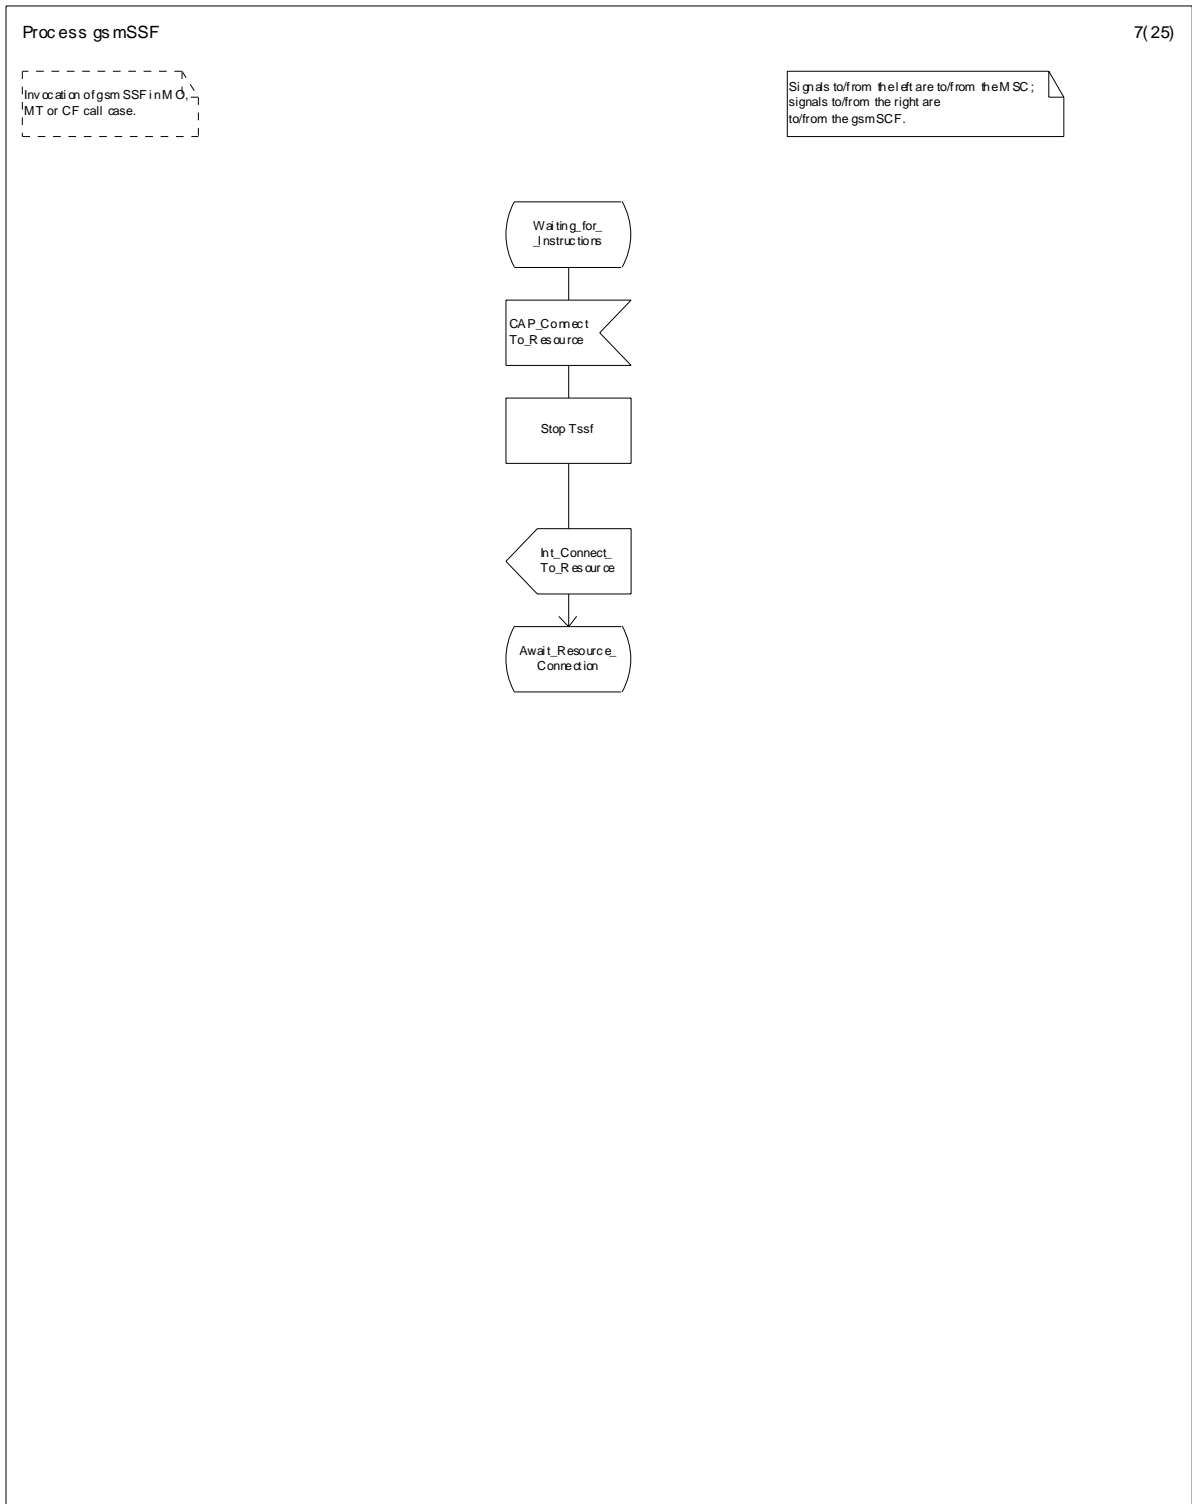 Process gsmSSF
7(25)
Invocation of gsmSSF in MO,
MT or CF call case.
Signals to/from the left are to/from the MSC;
signals to/from the right are
to/from the gsmSCF.
Waiting_for_
_Instructions
CAP_Connect
To_Resource
Stop Tssf
Int_Connect_
To_Resource
Await_Resource_
Connection